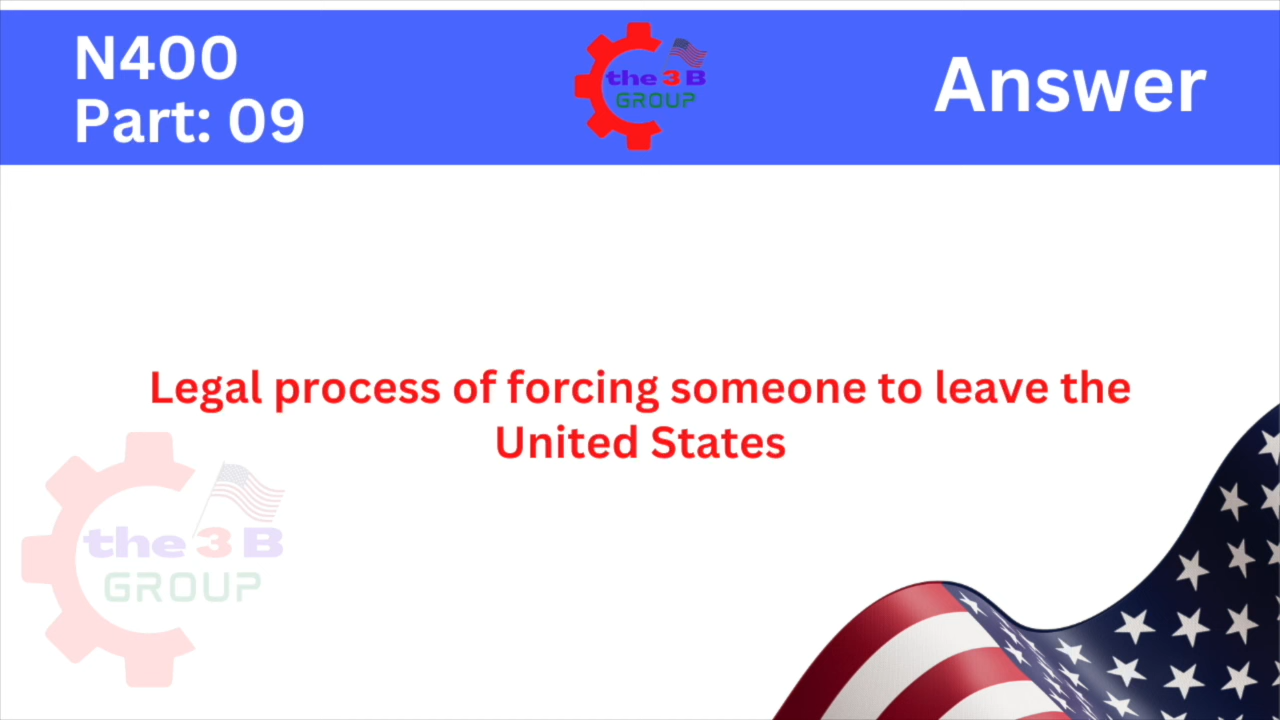 N400
Part: 09
the 3 B
GROUP
Answer
Legal process of forcing someone to leave the
United States
the 3 B
GROUP